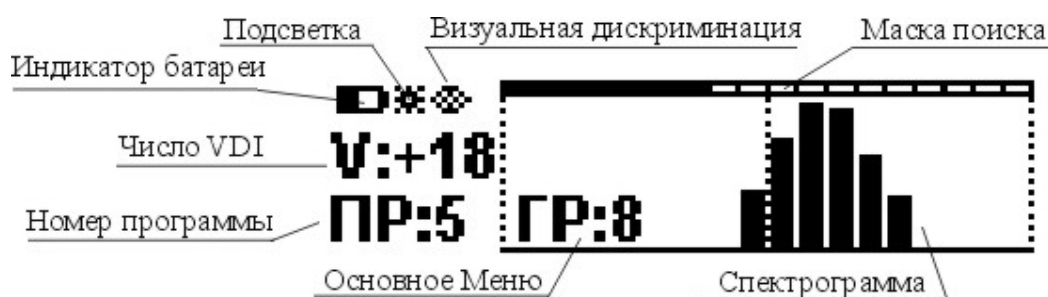 Подсветка
Визуальная дискриминация
Маска поиска
Индикатор батареи
Число VDI
V:+18
Номер программы
ПР:5
ГР:8
Основное Меню
Спектрограмма